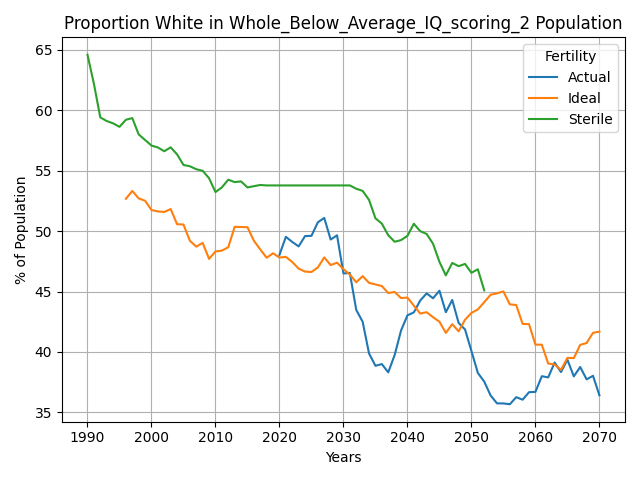 Proportion White in Whole_Below_Average_IQ_scoring_2 Population
Fertility
Actual
Ideal
Sterile
% of Population
65
60
55
50
45
40
35
1990 2000 2010 2020 2030 2040 2050 2060 2070
Years